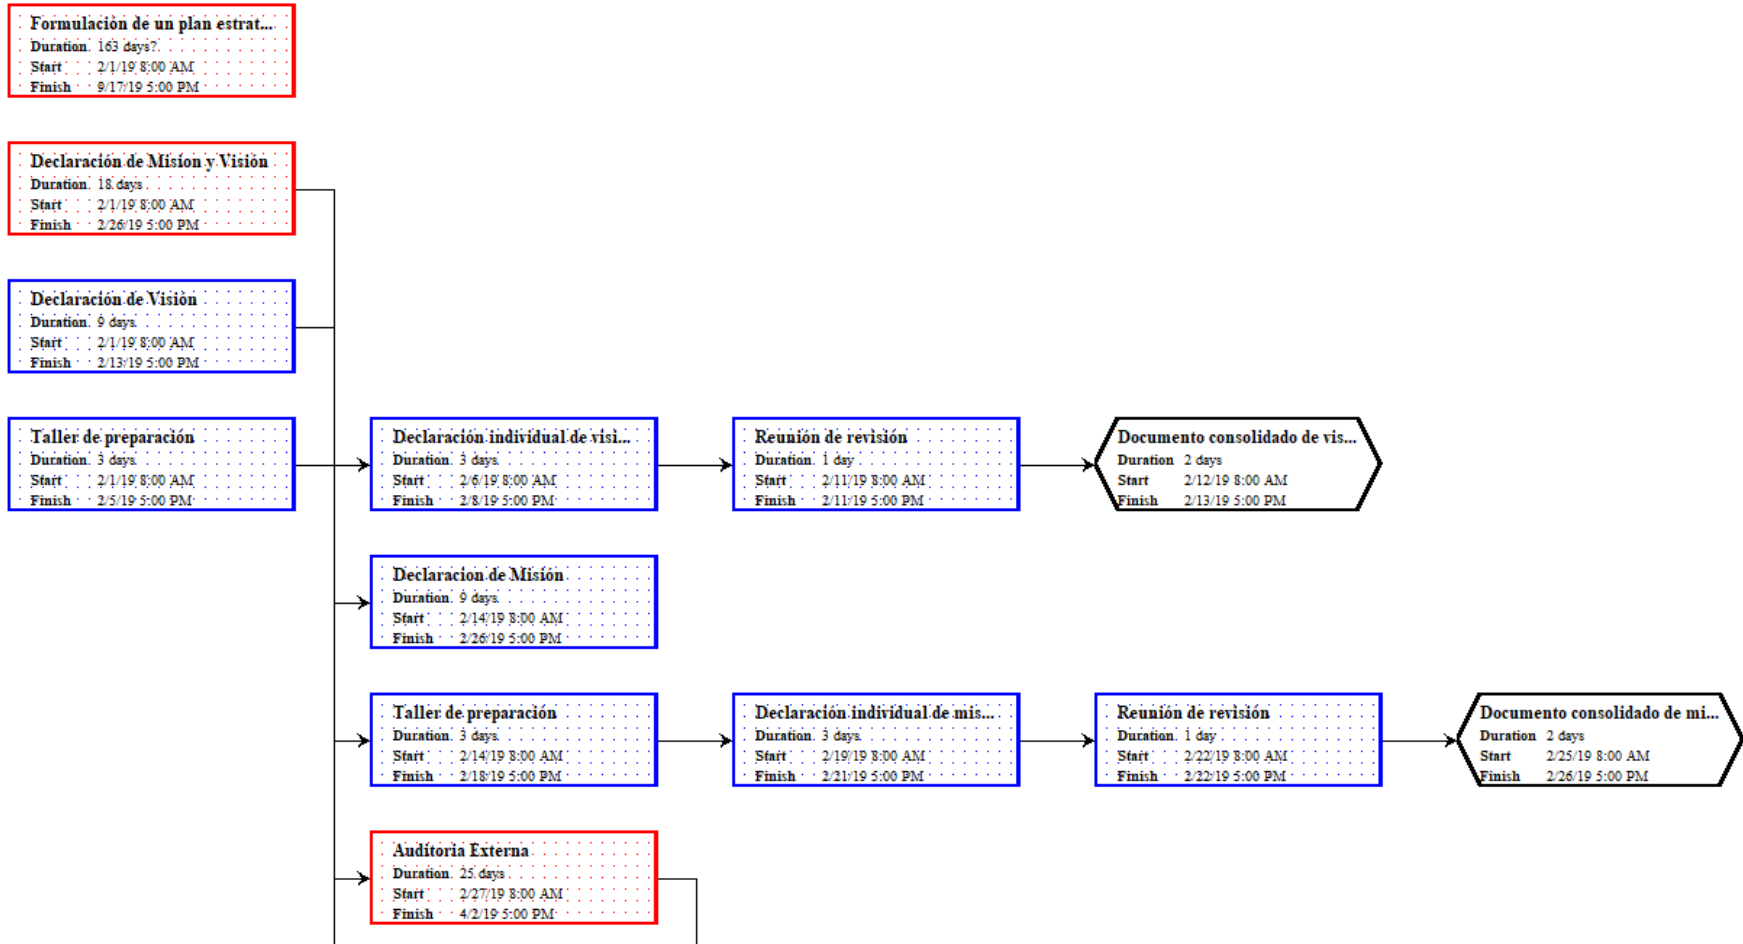 Formulación de un plan estrat...
Duration 163 days?
Start 2/1/19 8:00 AM
Finish 9/17/19 5:00 PM
Declaración de Mision y Visión
Duration 18 days
Start 2/1/19 8:00 AM
Finish 2/26/19 5:00 PM
Declaración de Visión
Duration 9 days
Start 2/1/19 8:00 AM
Finish 2/13/19 5:00 PM
Taller de preparación
Duration 3 days
Start 2/1/19 8:00 AM
Finish 2/5/19 5:00 PM
Declaración individual de visi...
Duration 3 days
Start 2/6/19 8:00 AM
Finish 2/8/19 5:00 PM
Reunión de revisión
Duration 1 day
Start 2/11/19 8:00 AM
Finish 2/11/19 5:00 PM
Documento consolidado de vis...
Duration 2 days
Start 2/12/19 8:00 AM
Finish 2/13/19 5:00 PM
Declaracion de Misión
Duration 9 days
Start 2/14/19 8:00 AM
Finish 2/26/19 5:00 PM
Taller de preparación
Duration 3 days
Start 2/14/19 8:00 AM
Finish 2/18/19 5:00 PM
Declaración individual de mis...
Duration 3 days
Start 2/19/19 8:00 AM
Finish 2/21/19 5:00 PM
Reunión de revisión
Duration 1 day
Start 2/22/19 8:00 AM
Finish 2/22/19 5:00 PM
Documento consolidado de mi...
Duration 2 days
Start 2/25/19 8:00 AM
Finish 2/26/19 5:00 PM
Auditoria Externa
Duration 25 days
Start 2/27/19 8:00 AM
Finish 4/2/19 5:00 PM